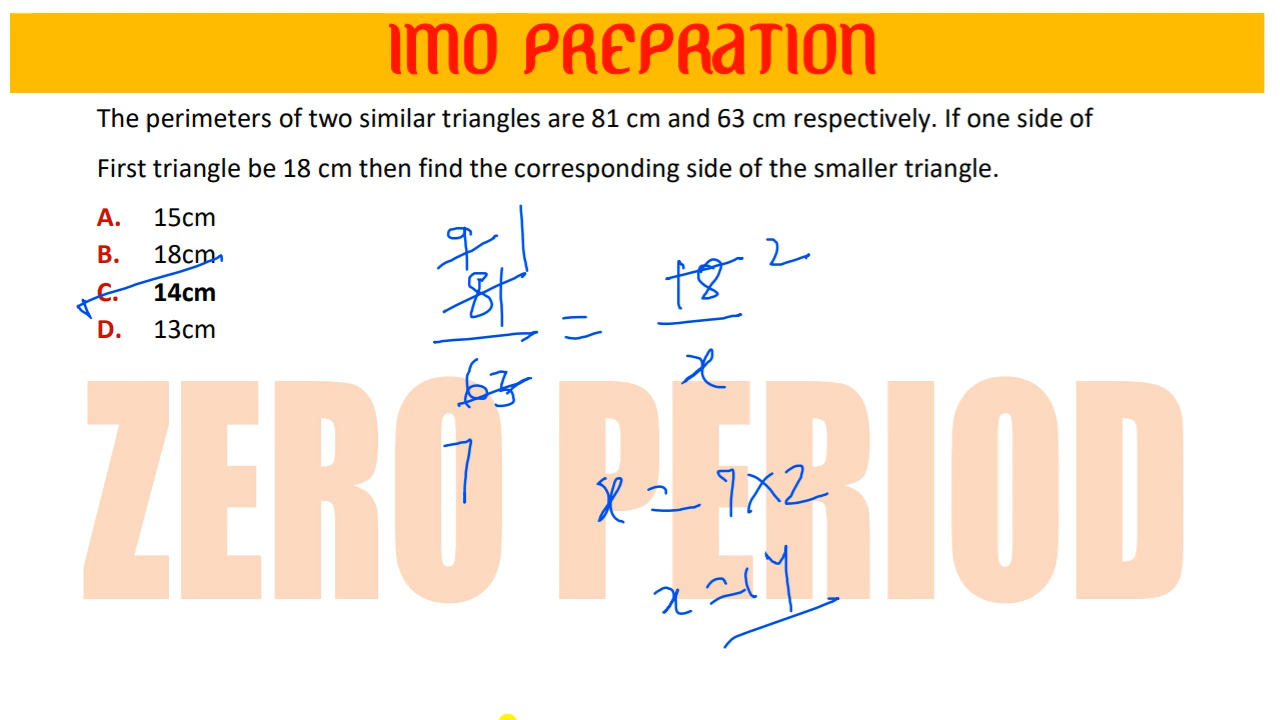 IMO PREPRATION
The perimeters of two similar triangles are 81 cm and 63 cm respectively. If one side of
First triangle be 18 cm then find the corresponding side of the smaller triangle.
A. 15cm
B. 18cm
C. 14cm
D. 13cm
9 1
81 = 18 2
63 x
7
x = 7×2
x = 14
ZERO PERIOD